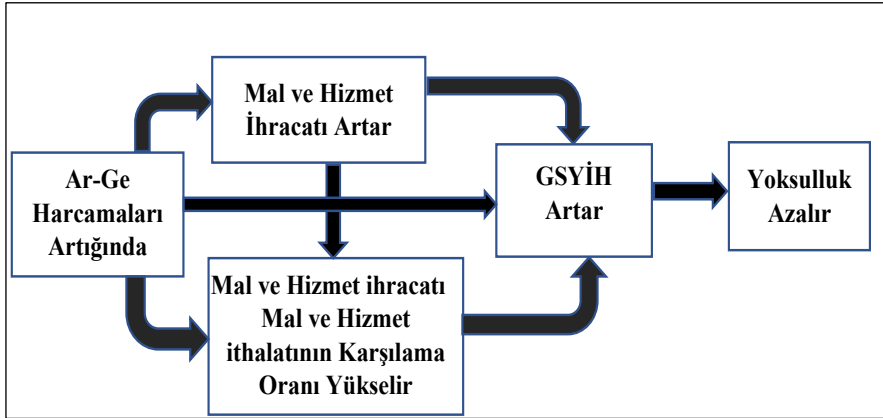 Ar-Ge
Harcamaları
Artığında
Mal ve Hizmet
İhracatı Artar
Mal ve Hizmet ihracatı
Mal ve Hizmet
ithalatının Karşılama
Oranı Yükselir
GSYİH
Artar
Yoksulluk
Azalır